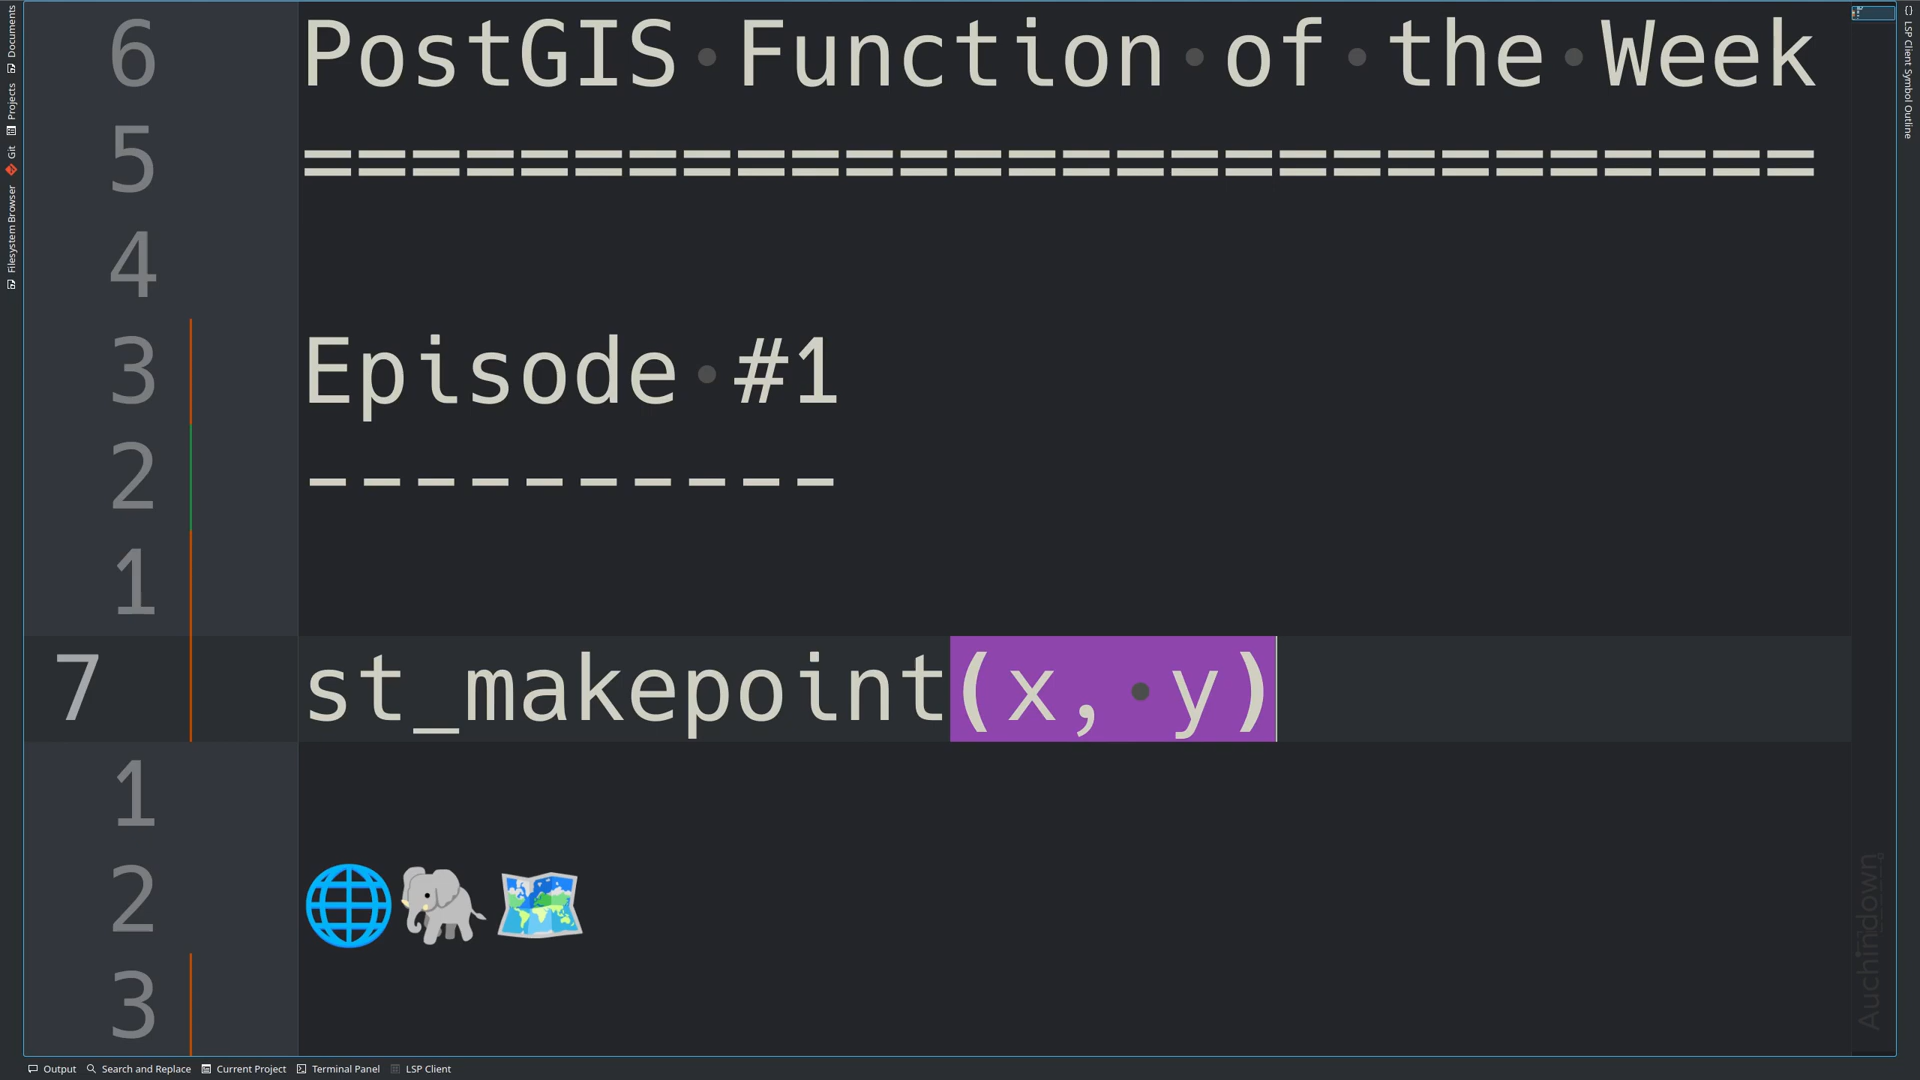 Documents
Projects
Git
Filesystem Browser
6 PostGIS Function of the Week
5 ============================
4
3 Episode #1
2 ----------
1
7 st_makepoint(x, y)
1
2 🌐🐘🗺️
3
{} LSP Client Symbol Outline
Auchindown
Output Search and Replace Current Project Terminal Panel LSP Client